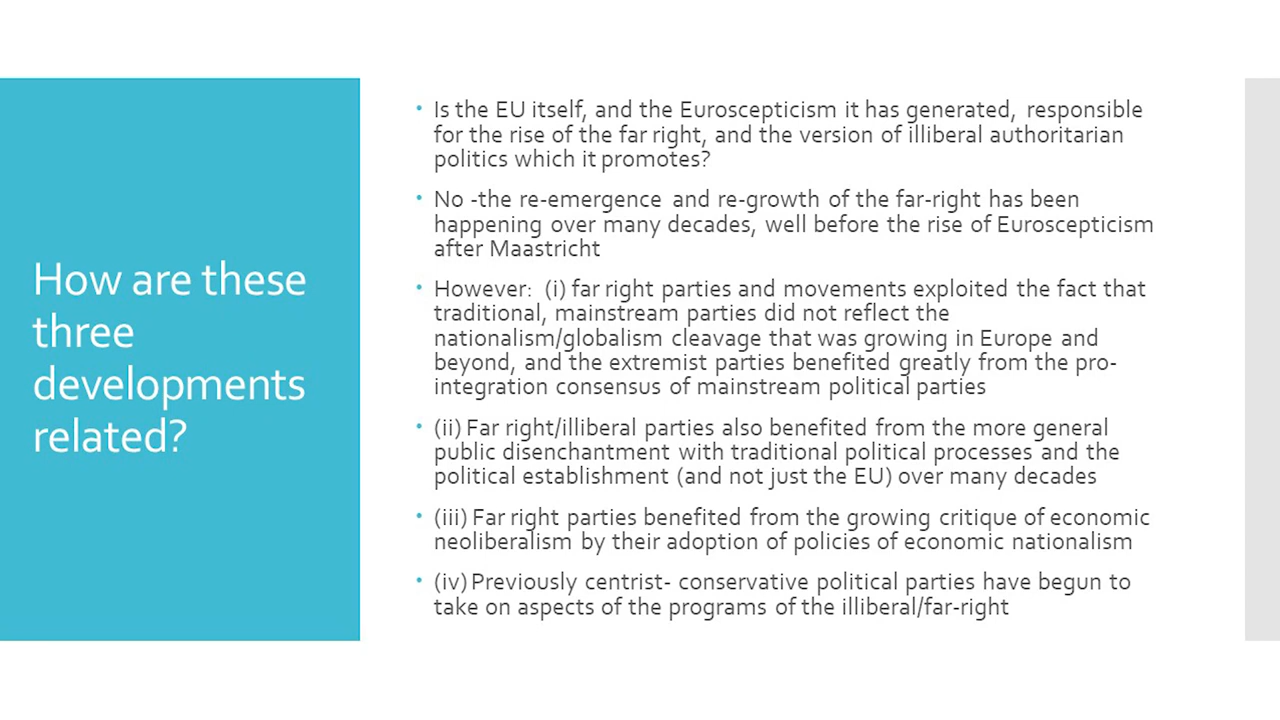 How are these
three
developments
related?
• Is the EU itself, and the Euroscepticism it has generated, responsible
for the rise of the far right, and the version of illiberal authoritarian
politics which it promotes?
• No -the re-emergence and re-growth of the far-right has been
happening over many decades, well before the rise of Euroscepticism
after Maastricht
• However: (i) far right parties and movements exploited the fact that
traditional, mainstream parties did not reflect the
nationalism/globalism cleavage that was growing in Europe and
beyond, and the extremist parties benefited greatly from the pro-
integration consensus of mainstream political parties
• (ii) Far right/illiberal parties also benefited from the more general
public disenchantment with traditional political processes and the
political establishment (and not just the EU) over many decades
• (iii) Far right parties benefited from the growing critique of economic
neoliberalism by their adoption of policies of economic nationalism
• (iv) Previously centrist- conservative political parties have begun to
take on aspects of the programs of the illiberal/far-right